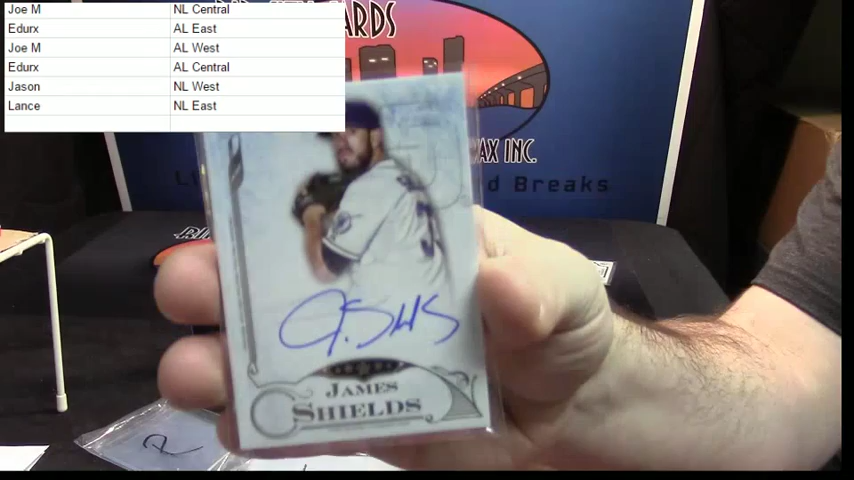 Joe M NL Central
Edurx AL East
Joe M AL West
Edurx AL Central
Jason NL West
Lance NL East
ARDS
AX INC.
d Breaks
J. Shields
JAMES
SHIELDS
R